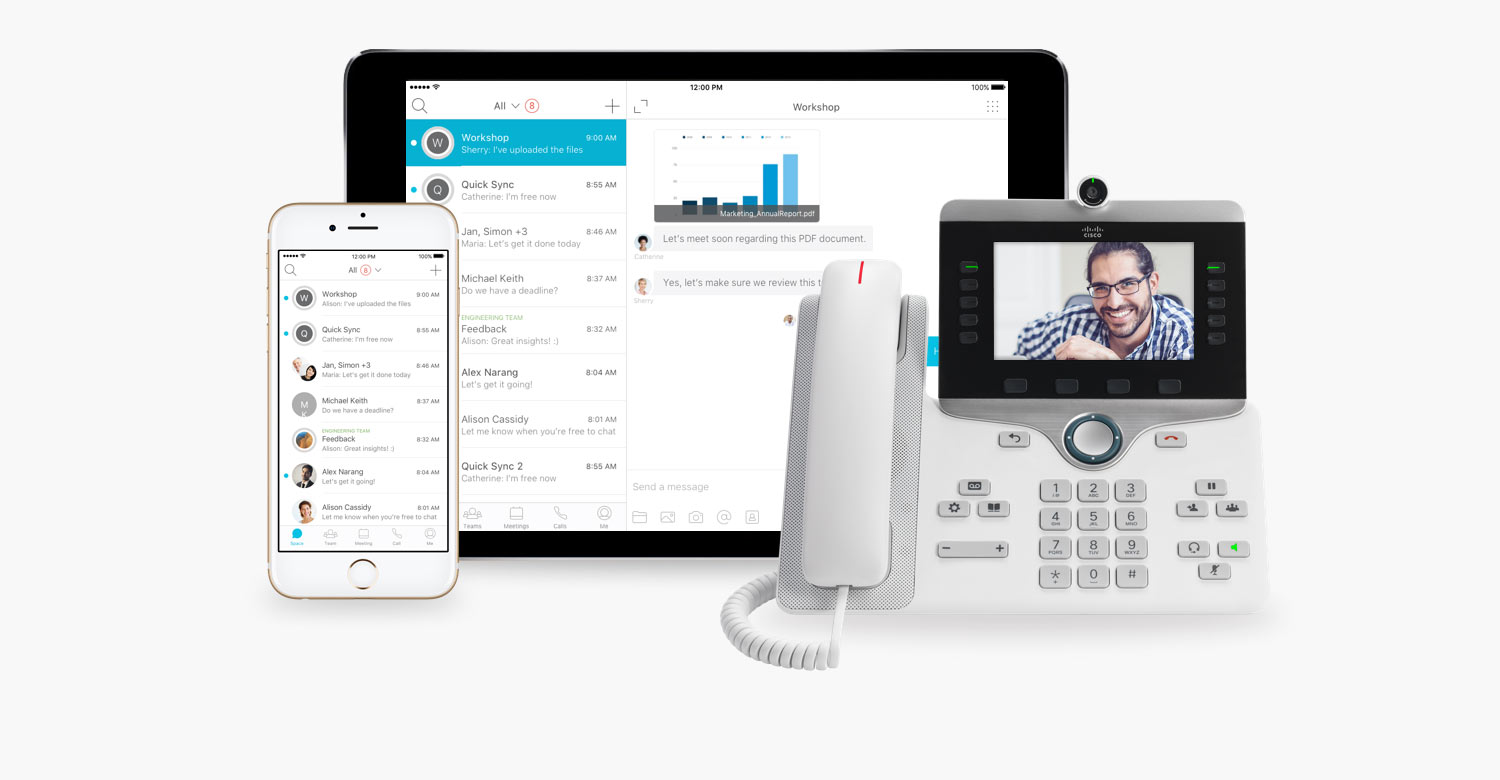 12:00 PM
100%
All
8
Workshop
Workshop
9:00 AM
Sherry: I've uploaded the files
Quick Sync
8:55 AM
Catherine: I'm free now
Jan, Simon +3
8:46 AM
Maria: Let's get it done today
Michael Keith
8:37 AM
Do we have a deadline?
ENGINEERING TEAM
Feedback
8:32 AM
Alison: Great insights! :)
Alex Narang
8:04 AM
Let's get it going!
Alison Cassidy
8:01 AM
Let me know when you're free to chat
Quick Sync 2
8:55 AM
Catherine: I'm free now
Teams
Meetings
Calls
Me
W
Q
Marketing_AnnualReport.pdf
Let's meet soon regarding this PDF document.
Catherine
Yes, let's make sure we review this t
Sherry
H
Send a message
12:00 PM
100%
All
8
W
Workshop
9:00 AM
Alison: I've uploaded the files
Q
Quick Sync
8:55 AM
Catherine: I'm free now
Jan, Simon +3
8:46 AM
Maria: Let's get it done today
M
K
Michael Keith
8:37 AM
Do we have a deadline?
ENGINEERING TEAM
Feedback
8:32 AM
Alison: Great insights! :)
Alex Narang
8:04 AM
Let's get it going!
Alison Cassidy
8:01 AM
Let me know when you're free to chat
Space
Team
Meeting
Call
Me
CISCO
1
2
ABC
3
DEF
4
GHI
5
JKL
6
MNO
7
PQRS
8
TUV
9
WXYZ
*
+
0
#
− +